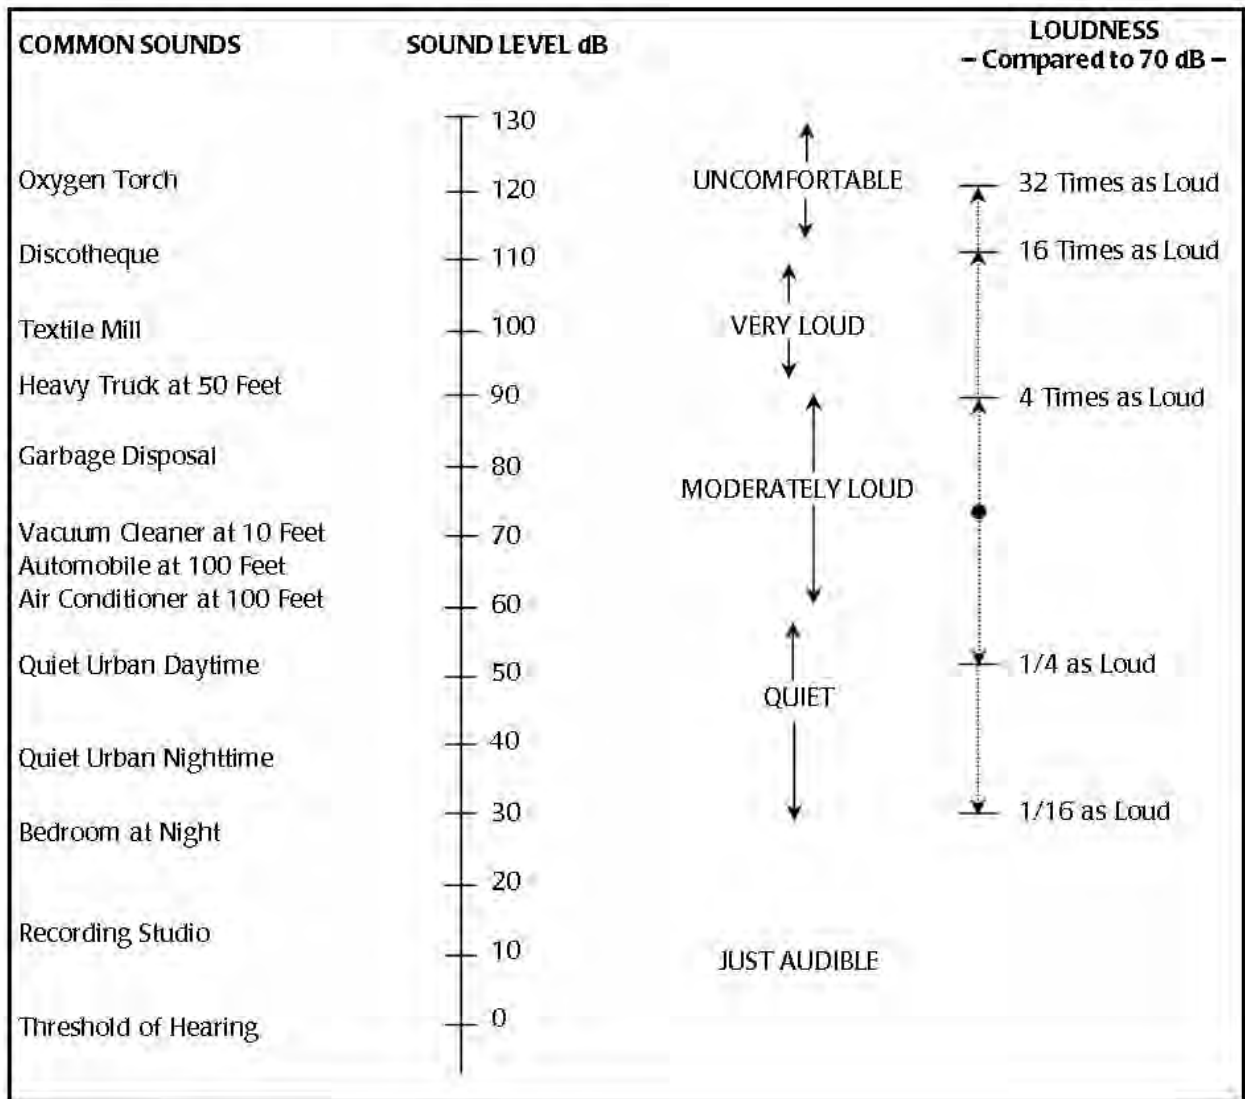 COMMON SOUNDS
SOUND LEVEL dB
LOUDNESS
– Compared to 70 dB –
130
Oxygen Torch
120
UNCOMFORTABLE
32 Times as Loud
Discotheque
110
16 Times as Loud
Textile Mill
100
VERY LOUD
Heavy Truck at 50 Feet
90
4 Times as Loud
Garbage Disposal
80
MODERATELY LOUD
Vacuum Cleaner at 10 Feet
70
Automobile at 100 Feet
Air Conditioner at 100 Feet
60
Quiet Urban Daytime
50
1/4 as Loud
QUIET
Quiet Urban Nighttime
40
Bedroom at Night
30
1/16 as Loud
20
Recording Studio
10
JUST AUDIBLE
Threshold of Hearing
0